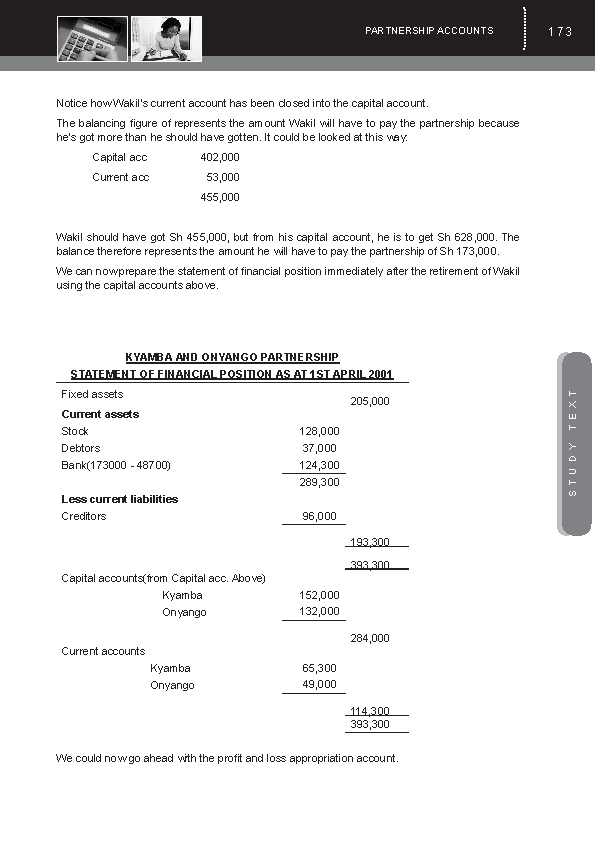 PARTNERSHIP ACCOUNTS 173
Notice how Wakil's current account has been closed into the capital account.
The balancing figure of represents the amount Wakil will have to pay the partnership because
he's got more than he should have gotten. It could be looked at this way:
Capital acc 402,000
Current acc 53,000
455,000
Wakil should have got Sh 455,000, but from his capital account, he is to get Sh 628,000. The
balance therefore represents the amount he will have to pay the partnership of Sh 173,000.
We can now prepare the statement of financial position immediately after the retirement of Wakil
using the capital accounts above.
KYAMBA AND ONYANGO PARTNERSHIP
STATEMENT OF FINANCIAL POSITION AS AT 1ST APRIL 2001
Fixed assets 205,000
Current assets
Stock 128,000
Debtors 37,000
Bank(173000 - 48700) 124,300
289,300
Less current liabilities
Creditors 96,000
193,300
393,300
Capital accounts(from Capital acc. Above)
Kyamba 152,000
Onyango 132,000
284,000
Current accounts
Kyamba 65,300
Onyango 49,000
114,300
393,300
We could now go ahead with the profit and loss appropriation account.
STUDY TEXT